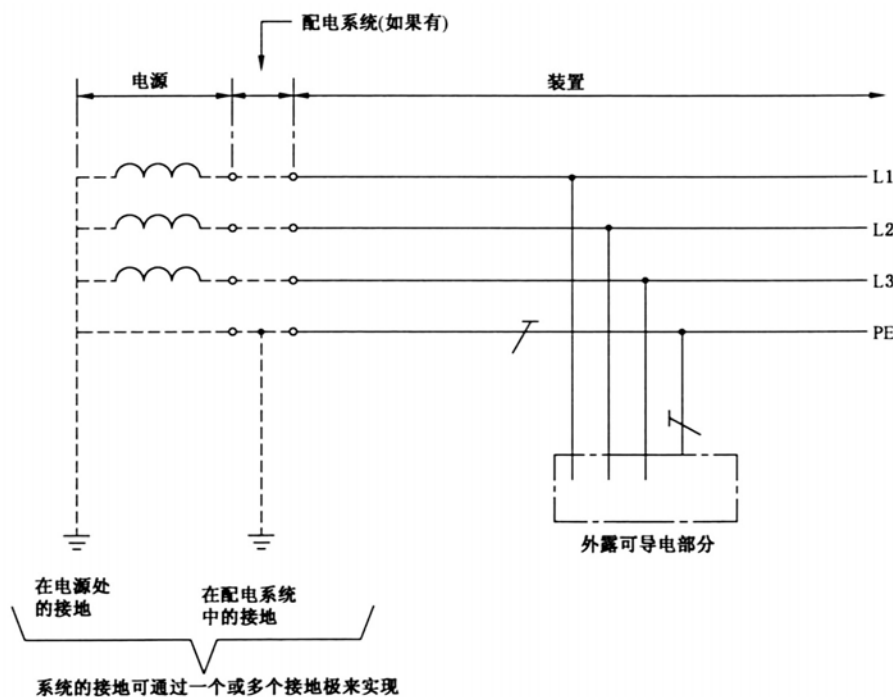 配电系统(如果有)
电源
装置
L1
L2
L3
PE
外露可导电部分
在电源处
的接地
在配电系统
中的接地
系统的接地可通过一个或多个接地极来实现